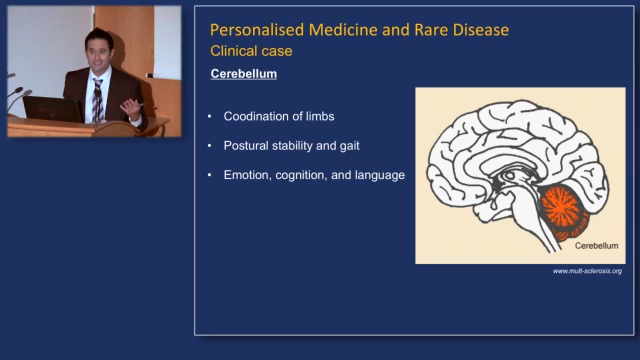 Personalised Medicine and Rare Disease
Clinical case
Cerebellum
• Coodination of limbs
• Postural stability and gait
• Emotion, cognition, and language
Cerebellum
www.mult-sclerosis.org